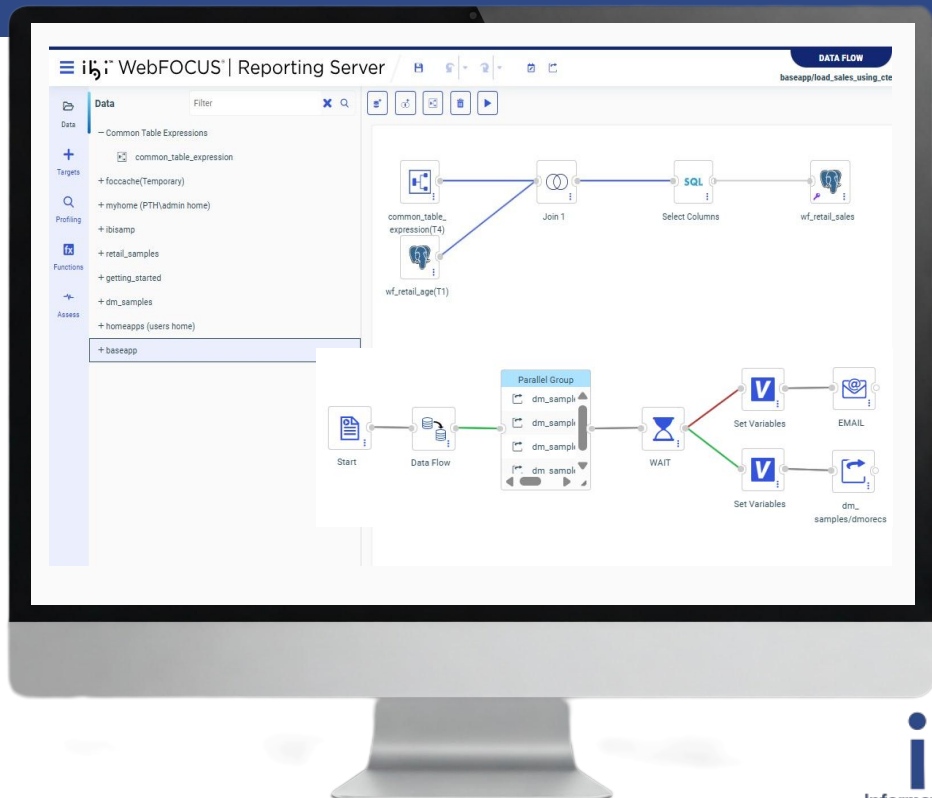 ibi WebFOCUS | Reporting Server
DATA FLOW
baseapp/load_sales_using_cte
Data
Targets
Profiling
fx
Functions
Assess
Data
Filter
Common Table Expressions
common_table_expression
+ foccache(Temporary)
+ myhome (PTH\admin home)
+ ibisamp
+ retail_samples
+ getting_started
+ dm_samples
+ homeapps (users home)
+ baseapp
common_table_
expression(T4)
Join 1
SQL
Select Columns
wf_retail_sales
wf_retail_age(T1)
Start
Data Flow
Parallel Group
dm_sampl
dm_sampl
dm_sampl
dm_sampl
WAIT
V
Set Variables
EMAIL
V
Set Variables
dm_
samples/dmorecs
i